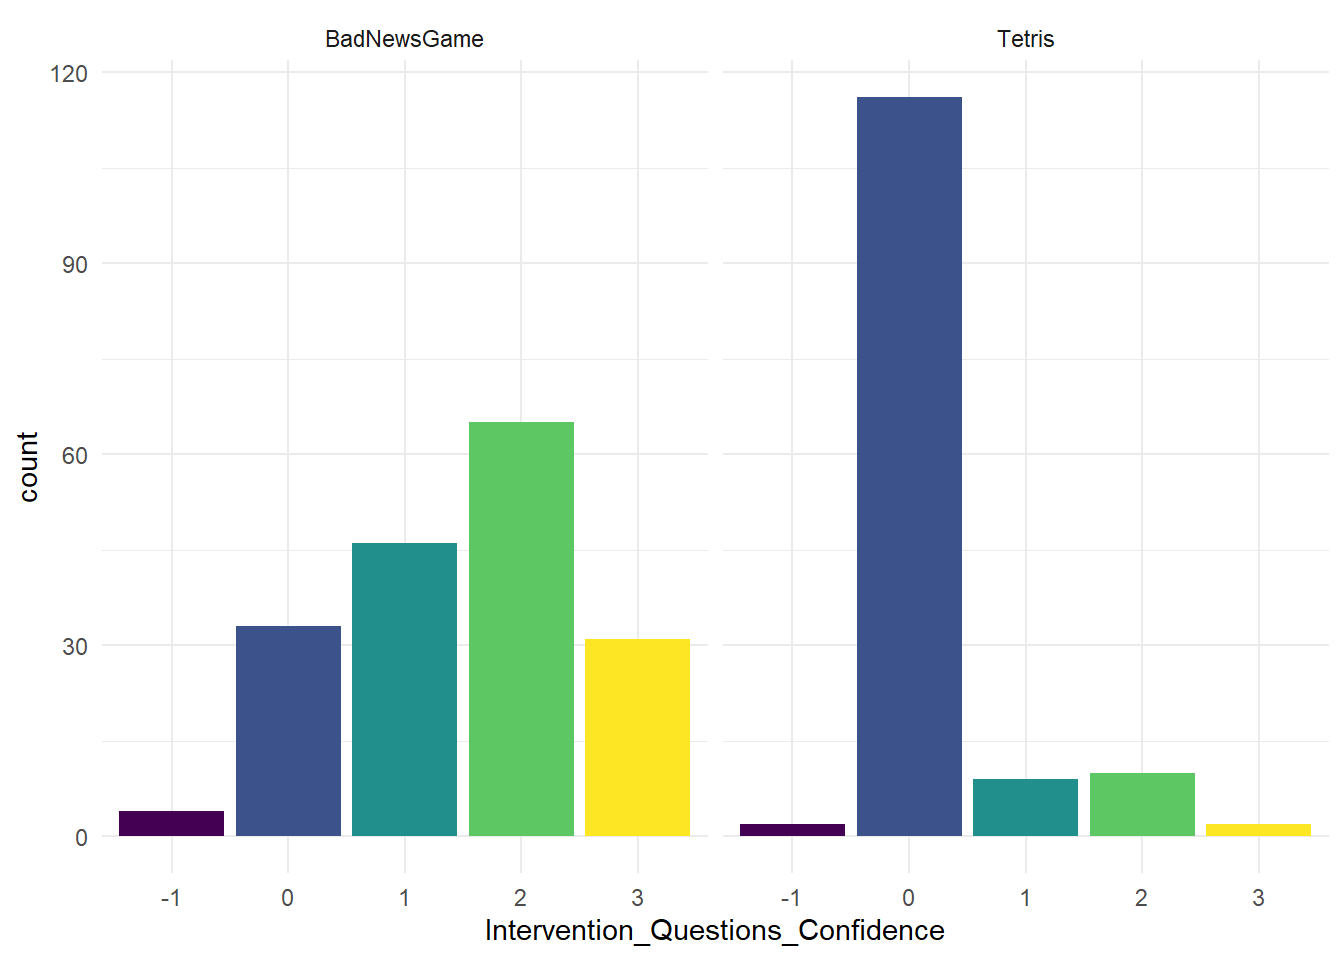 BadNewsGame Tetris
120
90
60
30
0
count
-1 0 1 2 3 -1 0 1 2 3
Intervention_Questions_Confidence